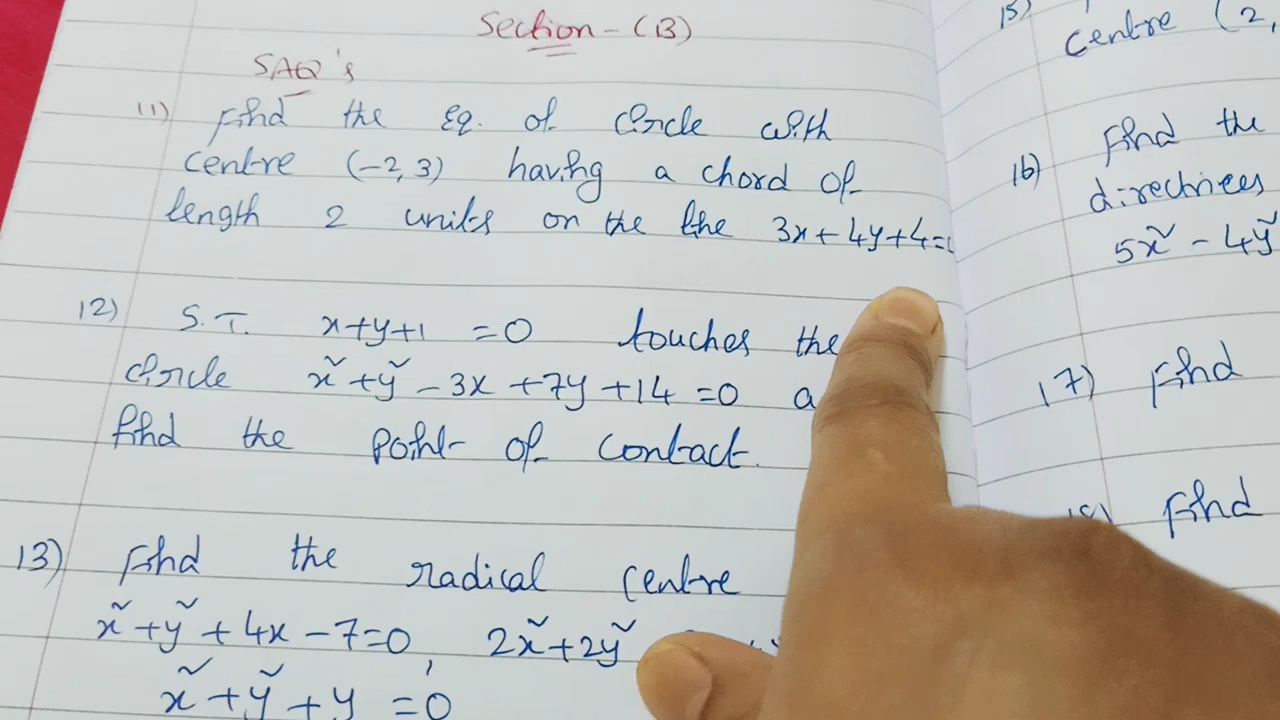 Section - (B)
SAQ's
11) Find the Eq. of circle with
centre (-2, 3) having a chord of
length 2 units on the line 3x+4y+4=
12) S.T. x+y+1 =0 touches the
circle x²+y² -3x +7y +14 =0
find the point of contact.
13) Find the radical centre
x²+y²+4x-7=0, 2x²+2y²
x²+y²+y =0
15)
centre (2,
16) Find the
directrices
5x² - 4y²
17) Find
Find